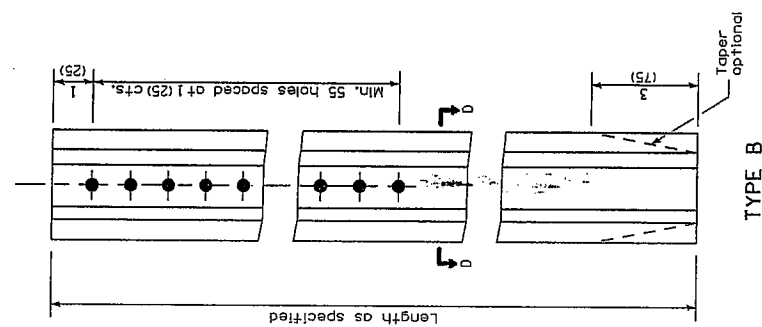 1
(25)
Min. 55 holes spaced at 1 (25) cts.
Length as specified
D
D
3
(75)
Taper
optional
TYPE B